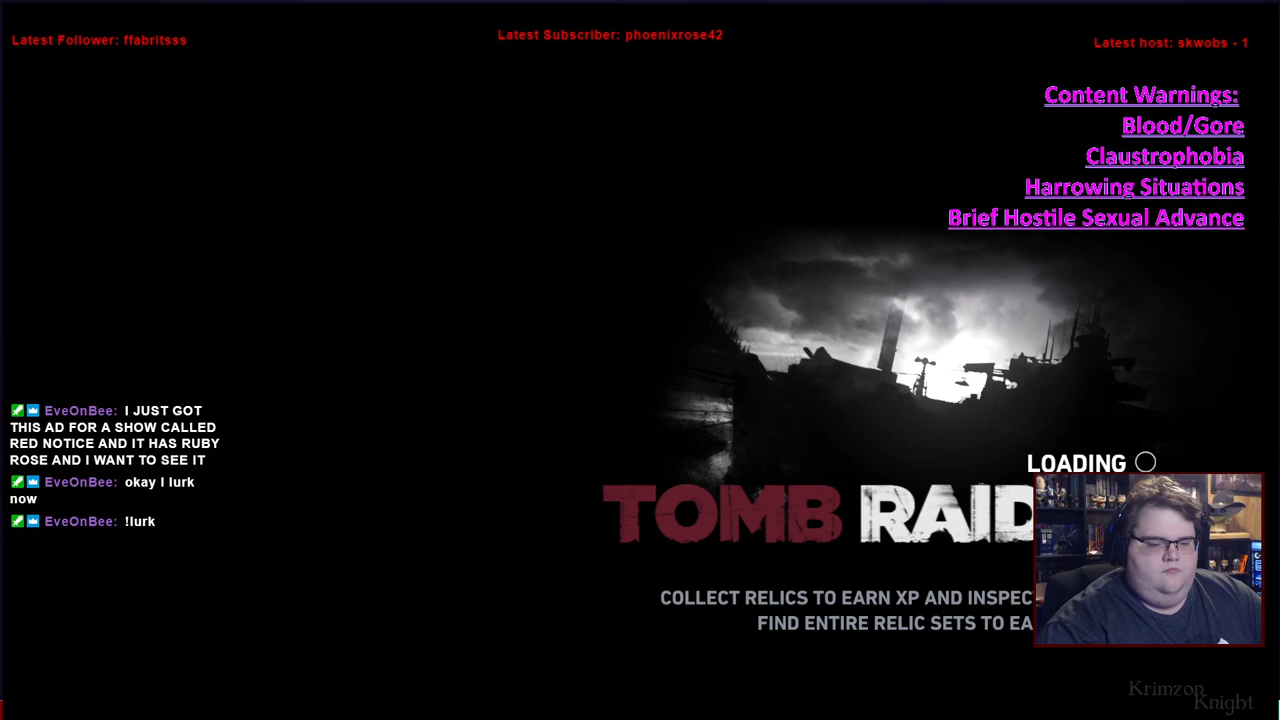 Latest Follower: ffabritsss
Latest Subscriber: phoenixrose42
Latest host: skwobs - 1
Content Warnings:
Blood/Gore
Claustrophobia
Harrowing Situations
Brief Hostile Sexual Advance
EveOnBee: I JUST GOT
THIS AD FOR A SHOW CALLED
RED NOTICE AND IT HAS RUBY
ROSE AND I WANT TO SEE IT
EveOnBee: okay I lurk
now
EveOnBee: !lurk
LOADING
TOMB RAID
COLLECT RELICS TO EARN XP AND INSPEC
FIND ENTIRE RELIC SETS TO EA
Krimzon
Knight